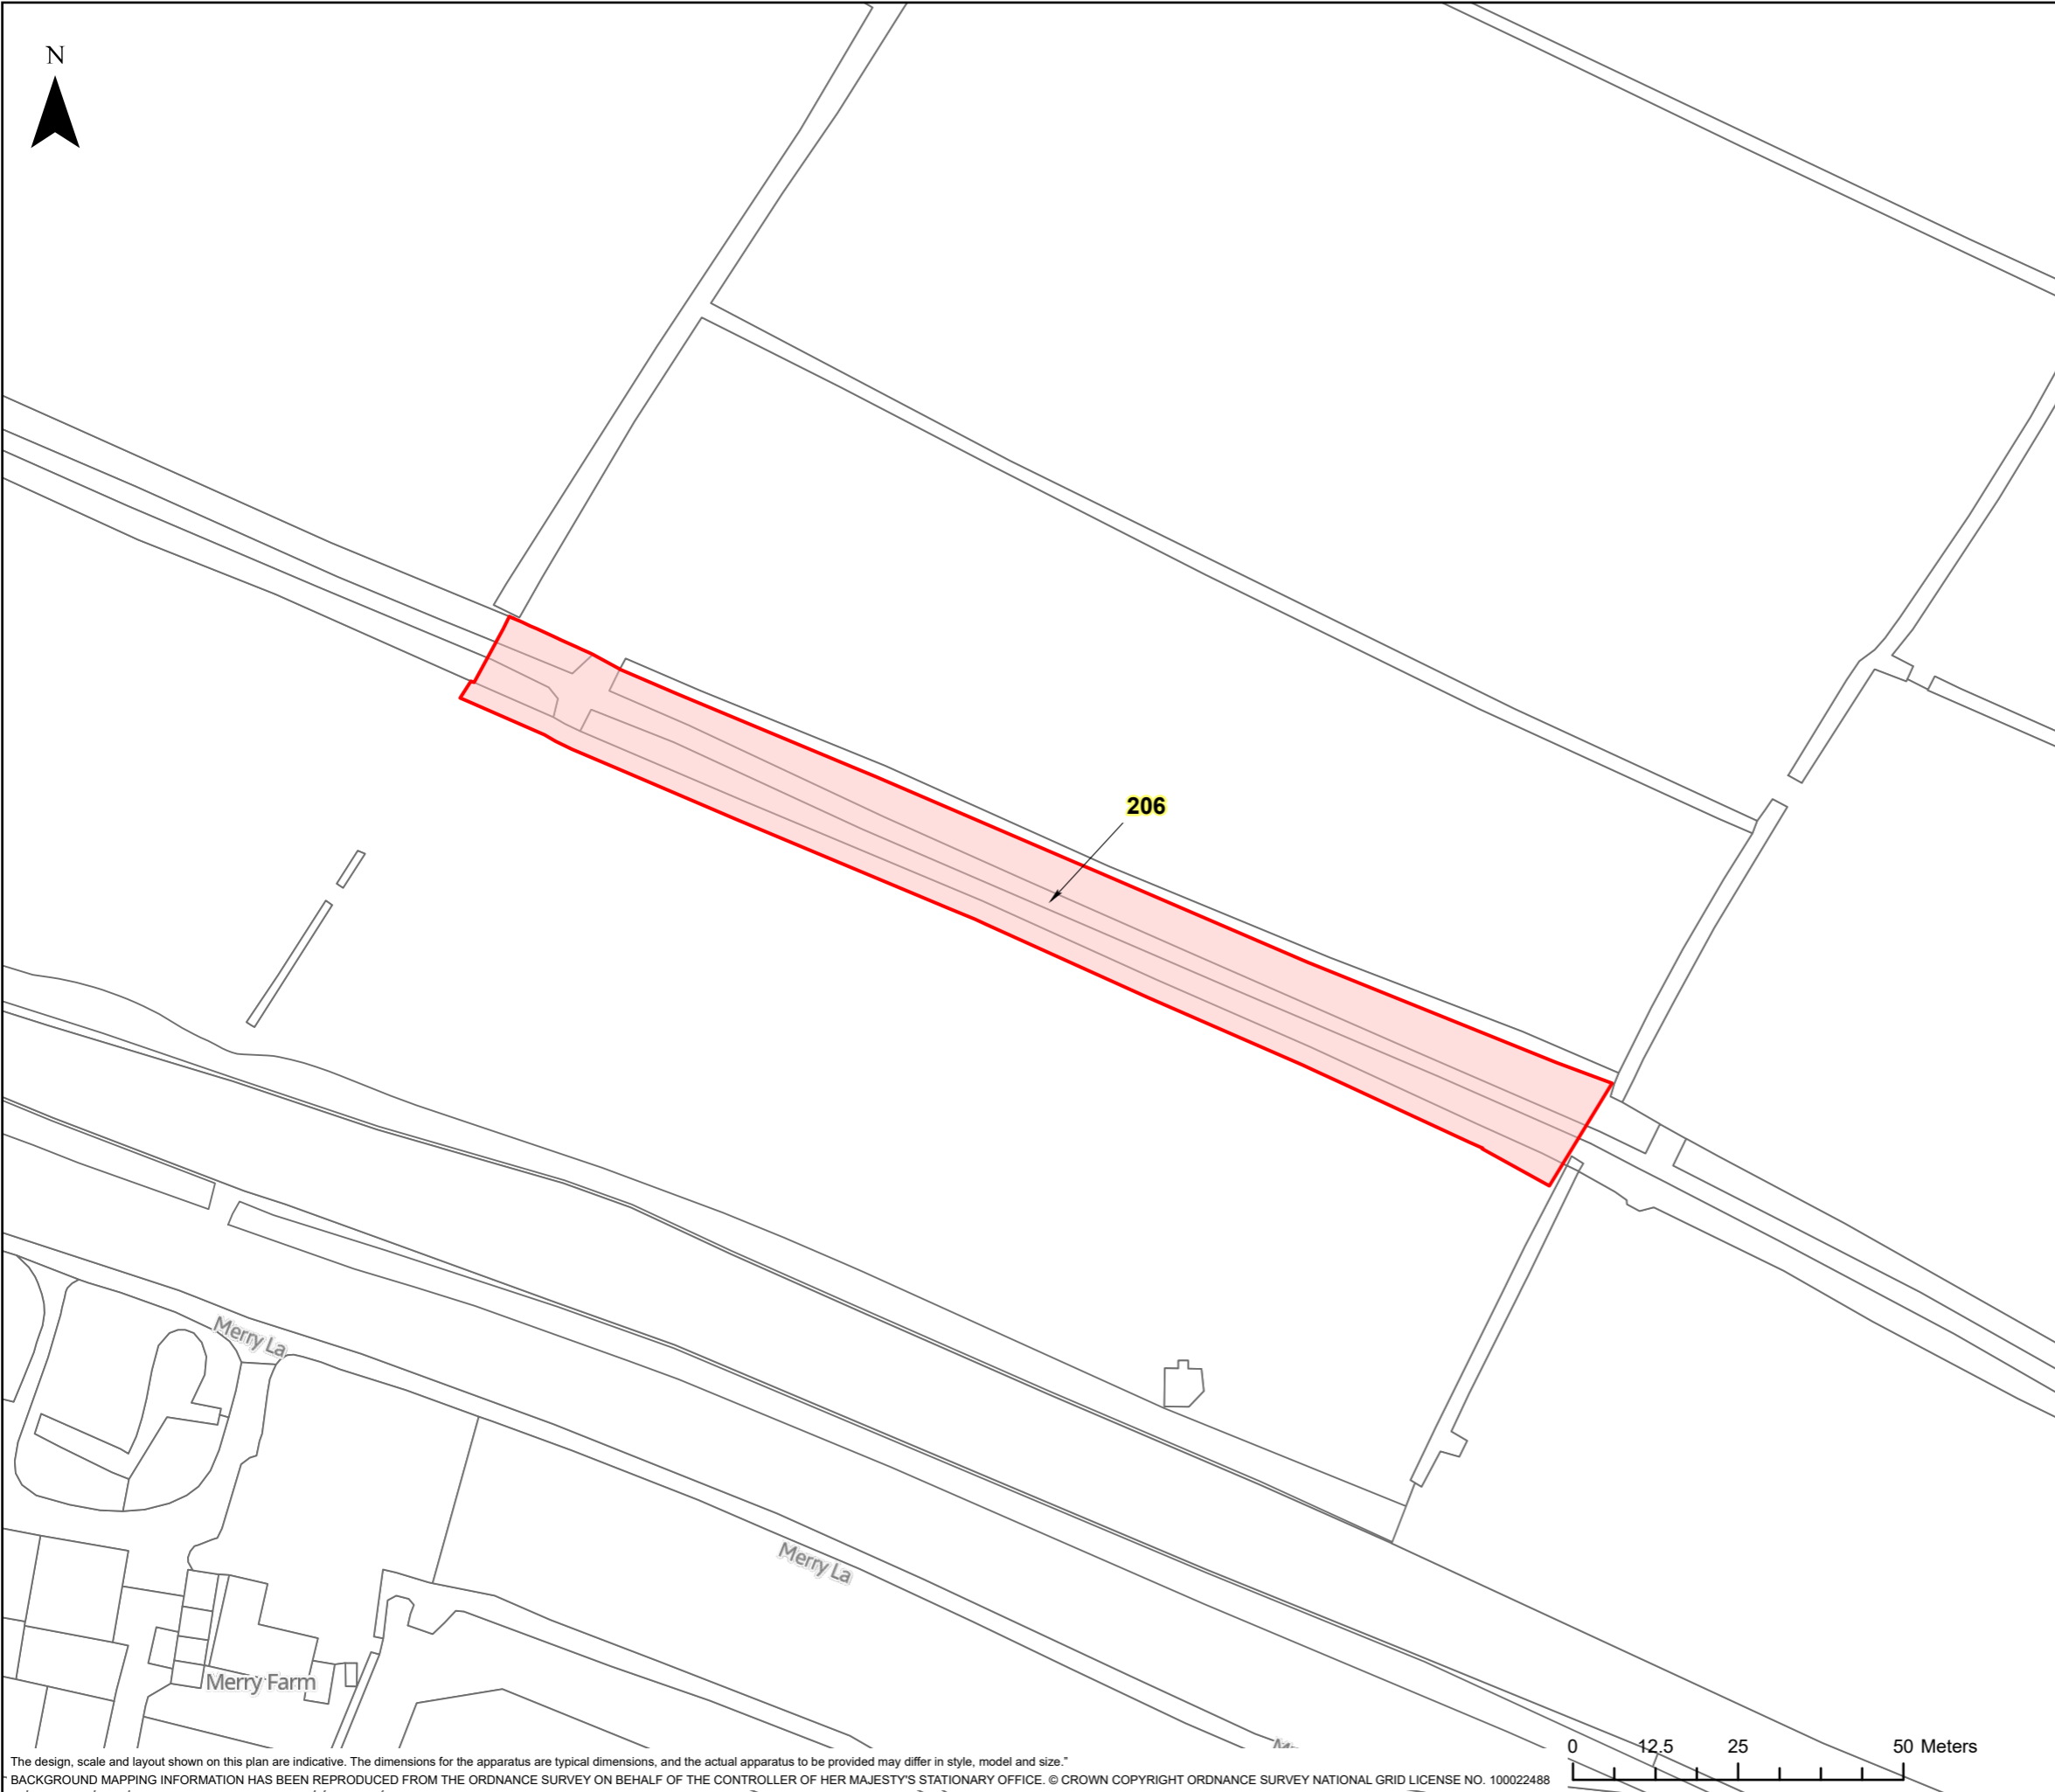 N
206
Merry La
Merry La
Merry Farm
0 12.5 25 50 Meters
The design, scale and layout shown on this plan are indicative. The dimensions for the apparatus are typical dimensions, and the actual apparatus to be provided may differ in style, model and size."
BACKGROUND MAPPING INFORMATION HAS BEEN REPRODUCED FROM THE ORDNANCE SURVEY ON BEHALF OF THE CONTROLLER OF HER MAJESTY'S STATIONARY OFFICE. © CROWN COPYRIGHT ORDNANCE SURVEY NATIONAL GRID LICENSE NO. 100022488